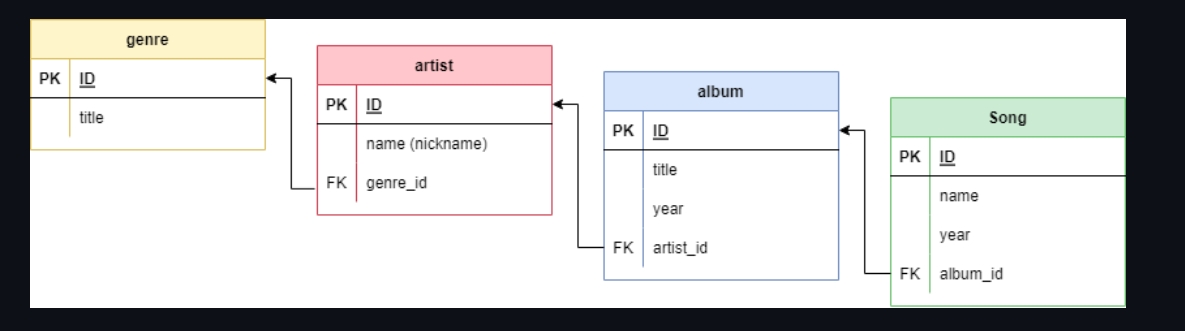 genre
PK ID
title
artist
PK ID
name (nickname)
FK genre_id
album
PK ID
title
year
FK artist_id
Song
PK ID
name
year
FK album_id